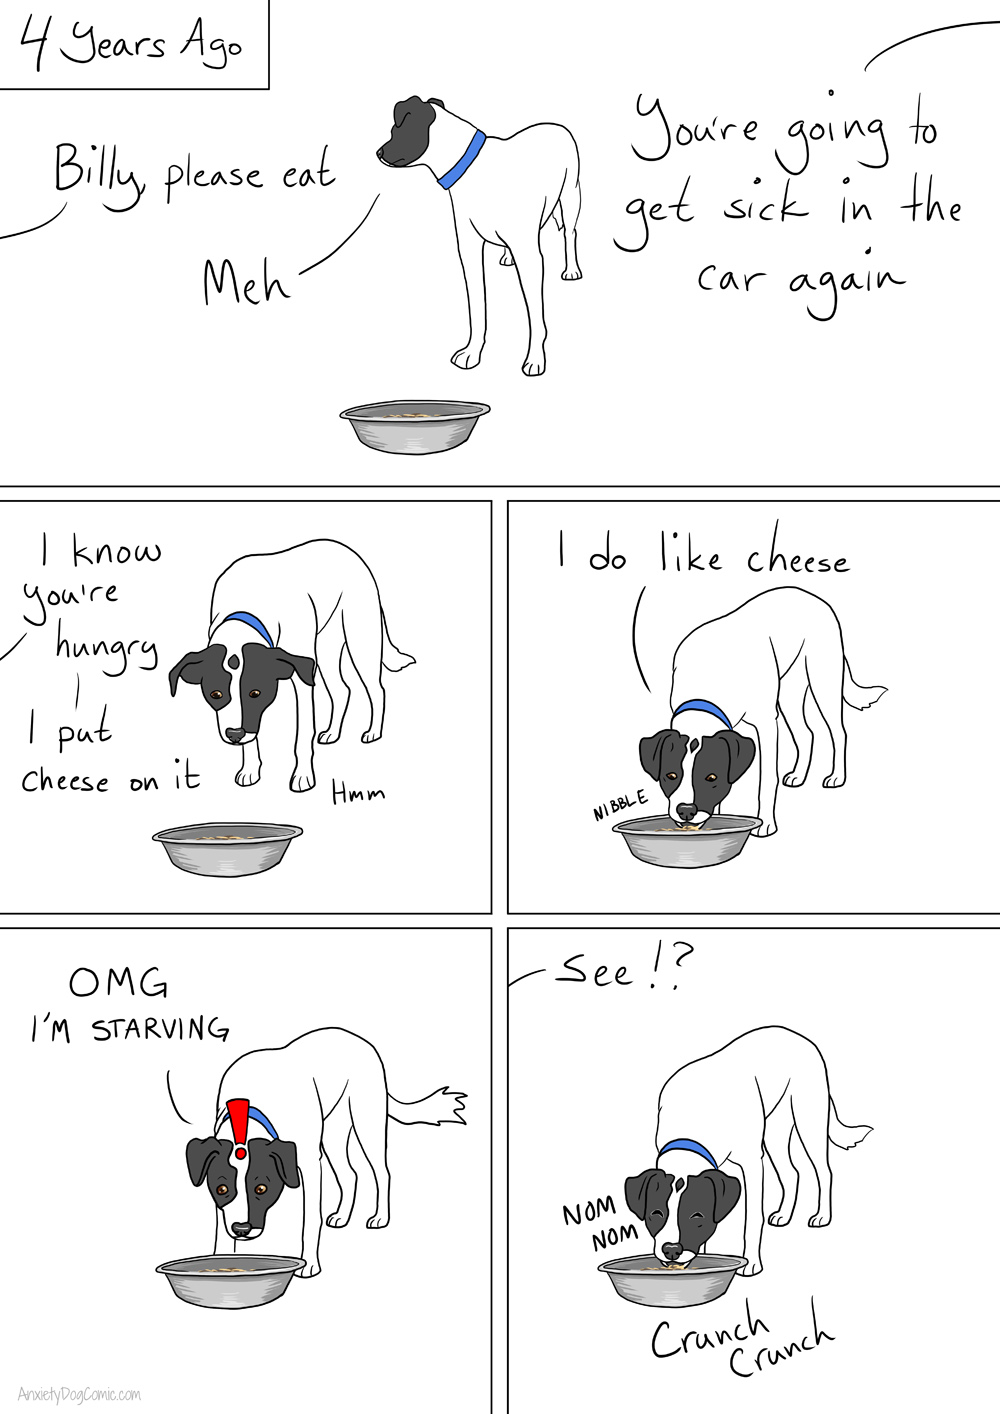 4 Years Ago
Billy, please eat
Meh
You're going to
get sick in the
car again
I know
you're
hungry
I put
cheese on it
Hmm
I do like cheese
NIBBLE
OMG
I'M STARVING
See!?
NOM
NOM
Crunch
Crunch
AnxietyDogComic.com